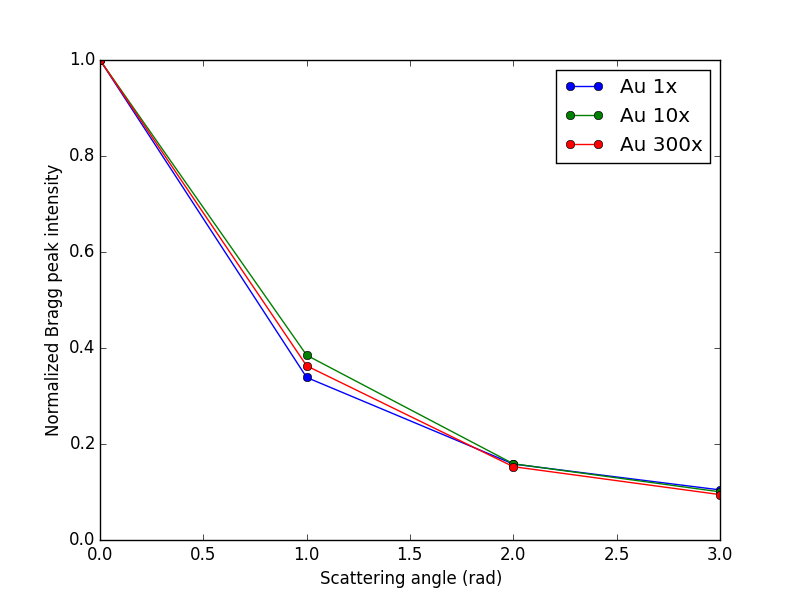 Au 1x
Au 10x
Au 300x
1.0
0.8
0.6
0.4
0.2
0.0
Normalized Bragg peak intensity
0.0 0.5 1.0 1.5 2.0 2.5 3.0
Scattering angle (rad)